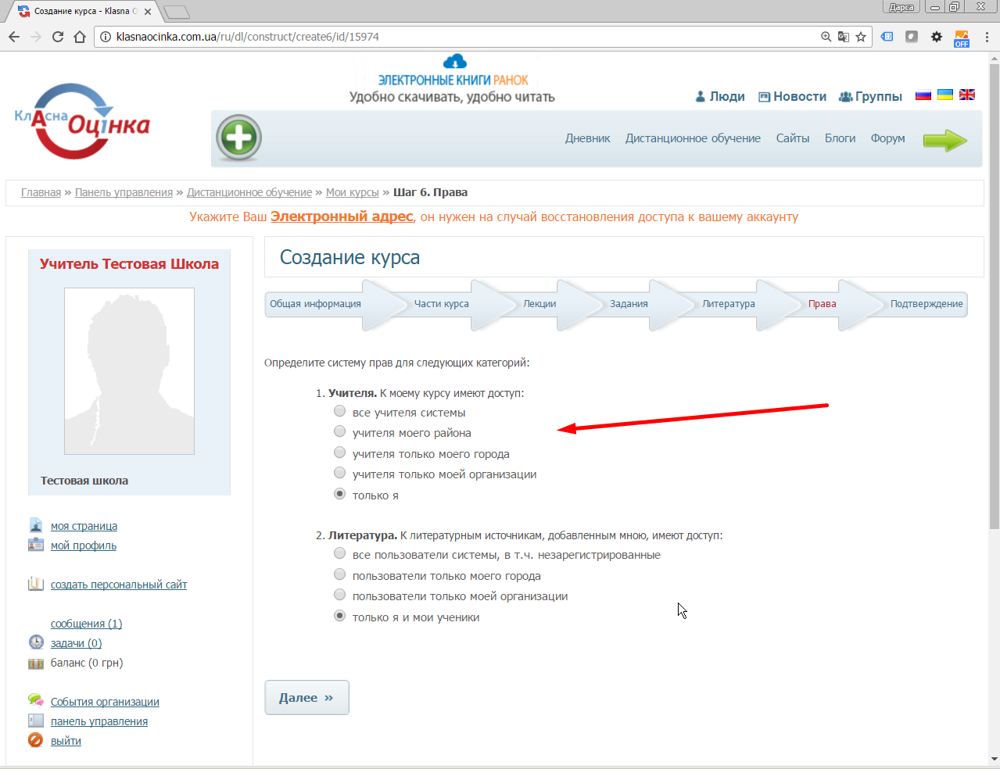 Создание курса - Klasna О
Дарса
klasnaocinka.com.ua/ru/dl/construct/create6/id/15974
OFF
ЭЛЕКТРОННЫЕ КНИГИ РАНОК
Удобно скачивать, удобно читать
КлАсна Оцінка
Люди Новости Группы
Дневник Дистанционное обучение Сайты Блоги Форум
Главная » Панель управления » Дистанционное обучение » Мои курсы » Шаг 6. Права
Укажите Ваш Электронный адрес, он нужен на случай восстановления доступа к вашему аккаунту
Учитель Тестовая Школа
Тестовая школа
моя страница
мой профиль
создать персональный сайт
сообщения (1)
задачи (0)
баланс (0 грн)
События организации
панель управления
выйти
Создание курса
Общая информация Части курса Лекции Задания Литература Права Подтверждение
Определите систему прав для следующих категорий:
1. Учителя. К моему курсу имеют доступ:
все учителя системы
учителя моего района
учителя только моего города
учителя только моей организации
только я
2. Литература. К литературным источникам, добавленным мною, имеют доступ:
все пользователи системы, в т.ч. незарегистрированные
пользователи только моего города
пользователи только моей организации
только я и мои ученики
Далее »